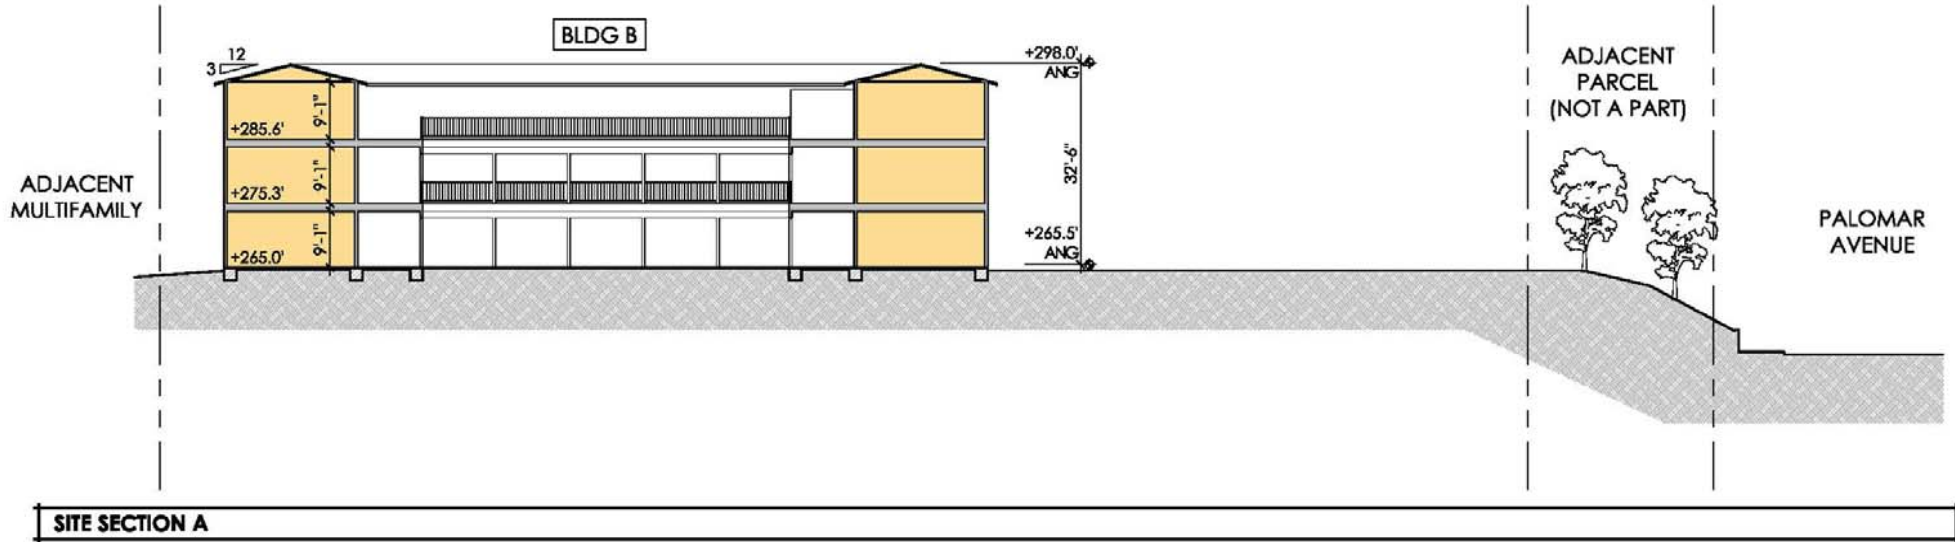 BLDG B
12
3
+298.0'
ANG
ADJACENT
PARCEL
(NOT A PART)
9'-1"
+285.6'
ADJACENT
MULTIFAMILY
9'-1"
+275.3'
32'-6"
PALOMAR
AVENUE
9'-1"
+265.0'
+265.5'
ANG
SITE SECTION A